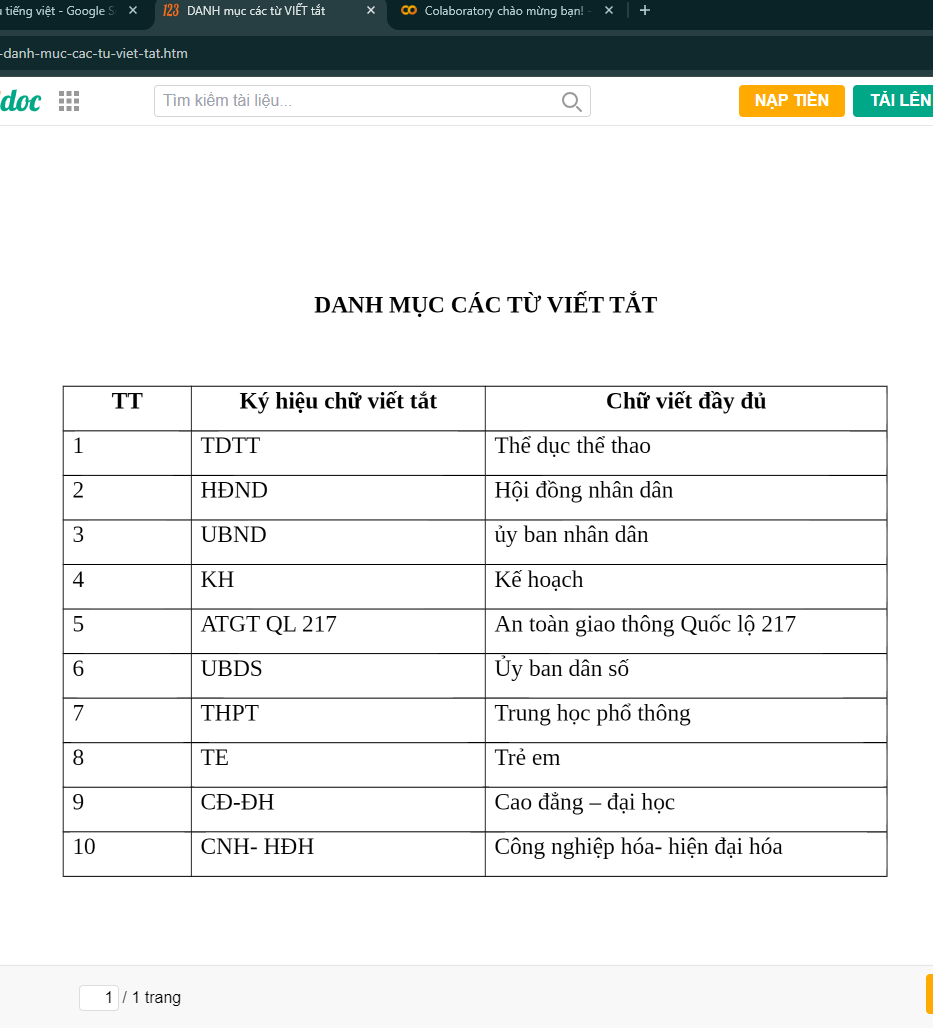 tiếng việt - Google S
123 DANH mục các từ VIẾT tắt
Colaboratory chào mừng bạn! -
-danh-muc-cac-tu-viet-tat.htm
doc
Tìm kiếm tài liệu...
NẠP TIỀN
TẢI LÊN
DANH MỤC CÁC TỪ VIẾT TẮT
TT Ký hiệu chữ viết tắt Chữ viết đầy đủ
1 TDTT Thể dục thể thao
2 HĐND Hội đồng nhân dân
3 UBND ủy ban nhân dân
4 KH Kế hoạch
5 ATGT QL 217 An toàn giao thông Quốc lộ 217
6 UBDS Ủy ban dân số
7 THPT Trung học phổ thông
8 TE Trẻ em
9 CĐ-ĐH Cao đẳng – đại học
10 CNH- HĐH Công nghiệp hóa- hiện đại hóa
1 / 1 trang